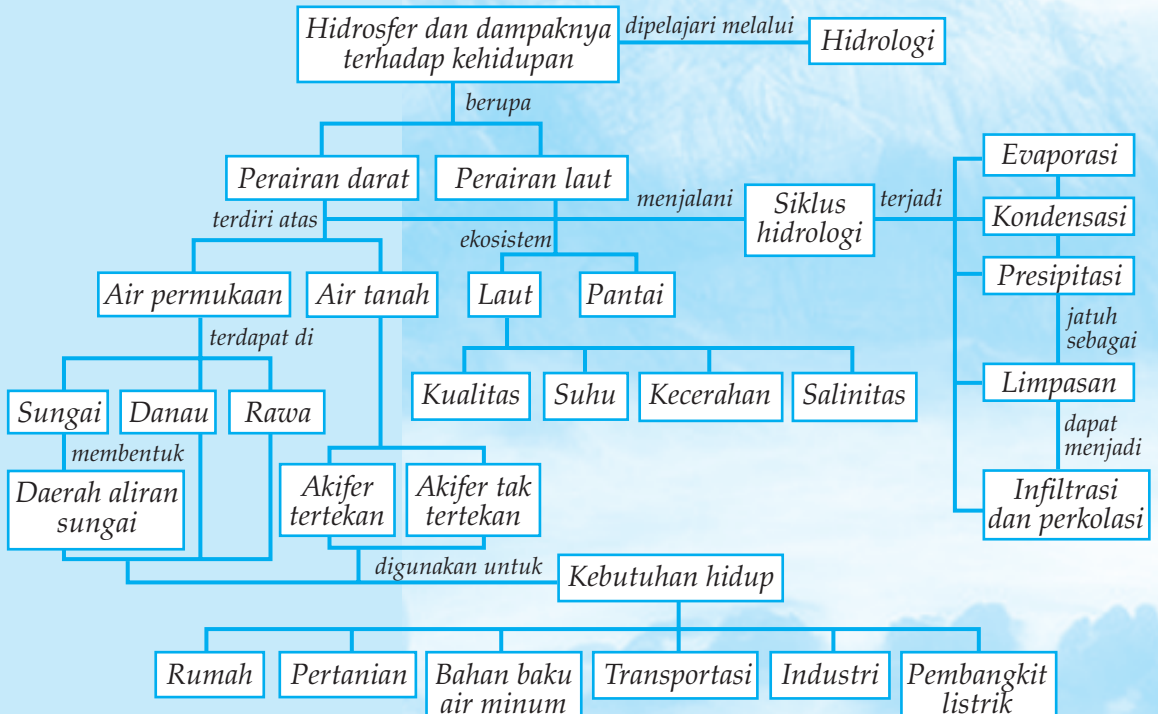 Hidrosfer dan dampaknya
terhadap kehidupan
dipelajari melalui
Hidrologi
berupa
Perairan darat
Perairan laut
menjalani
Siklus
hidrologi
terjadi
Evaporasi
Kondensasi
Presipitasi
jatuh
sebagai
Limpasan
dapat
menjadi
Infiltrasi
dan perkolasi
terdiri atas
ekosistem
Air permukaan
Air tanah
Laut
Pantai
terdapat di
Kualitas
Suhu
Kecerahan
Salinitas
Sungai
Danau
Rawa
membentuk
Daerah aliran
sungai
Akifer
tertekan
Akifer tak
tertekan
digunakan untuk
Kebutuhan hidup
Rumah
Pertanian
Bahan baku
air minum
Transportasi
Industri
Pembangkit
listrik